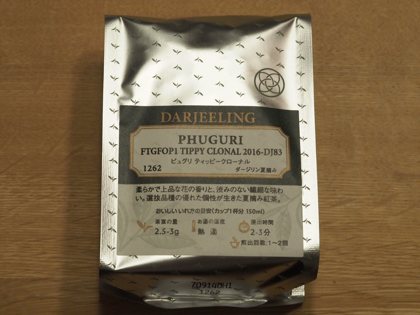 DARJEELING
PHUGURI
FTGFOP1 TIPPY CLONAL 2016-DJ83
ピュグリ ティッピークローナル
1262 ダージリン夏摘み
柔らかで上品な花の香りと、渋みのない繊細な味わ
い。選抜品種の優れた個性が生きた夏摘み紅茶。
おいしいいれかたの目安(カップ1杯分 150ml)
茶葉の量 お湯の温度 抽出時間
2.5-3g 熱湯 2-3分
煎出回数:1〜2回
1262